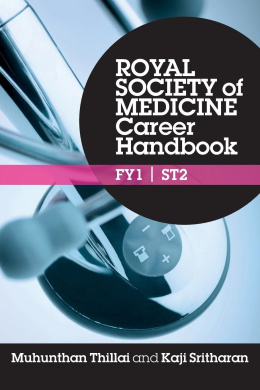 ROYAL
SOCIETY of
MEDICINE
Career
Handbook
FY1 | ST2
Muhunthan Thillai and Kaji Sritharan